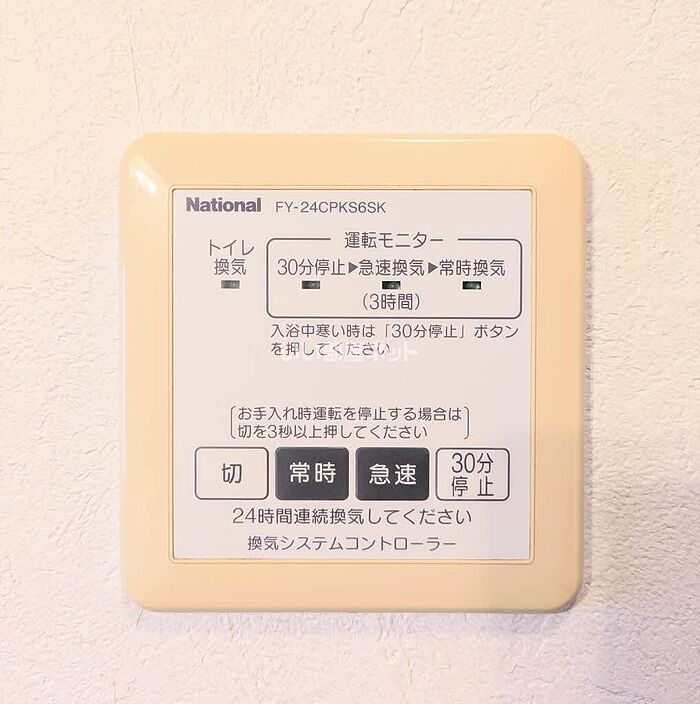 National FY-24CPKS6SK
トイレ
換気
運転モニター
30分停止▶急速換気▶常時換気
(3時間)
入浴中寒い時は「30分停止」ボタン
を押してください
お手入れ時運転を停止する場合は
切を3秒以上押してください
切
常時
急速
30分
停止
24時間連続換気してください
換気システムコントローラー